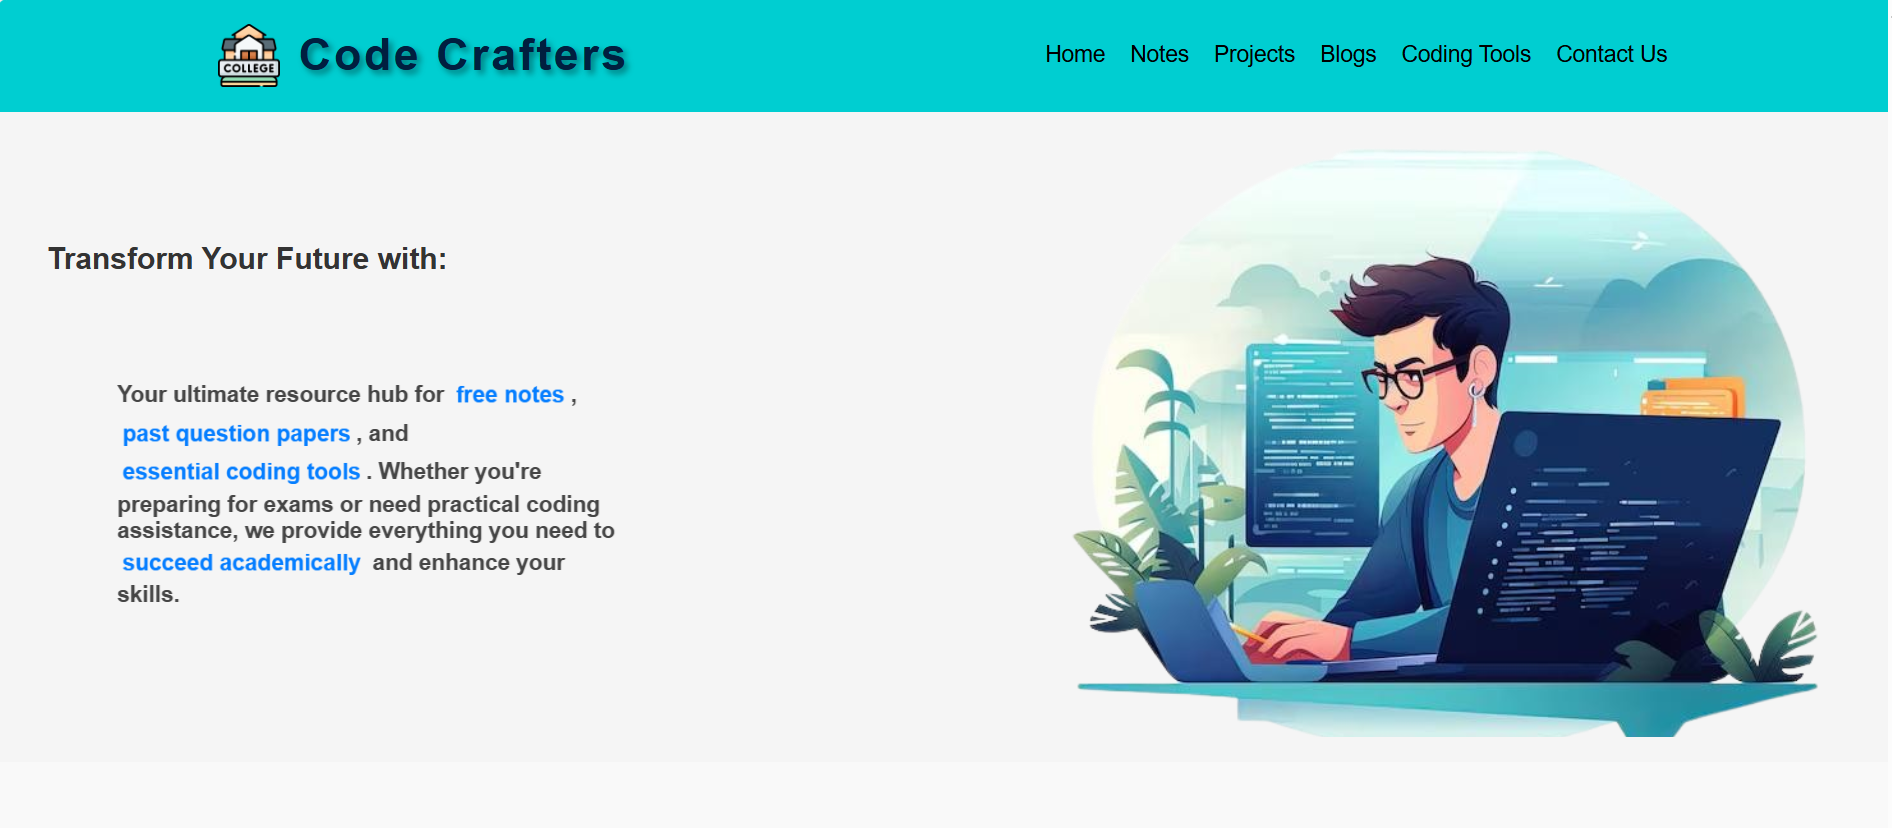 COLLEGE
Code Crafters
Home Notes Projects Blogs Coding Tools Contact Us
Transform Your Future with:
Your ultimate resource hub for free notes ,
past question papers , and
essential coding tools . Whether you're
preparing for exams or need practical coding
assistance, we provide everything you need to
succeed academically and enhance your
skills.